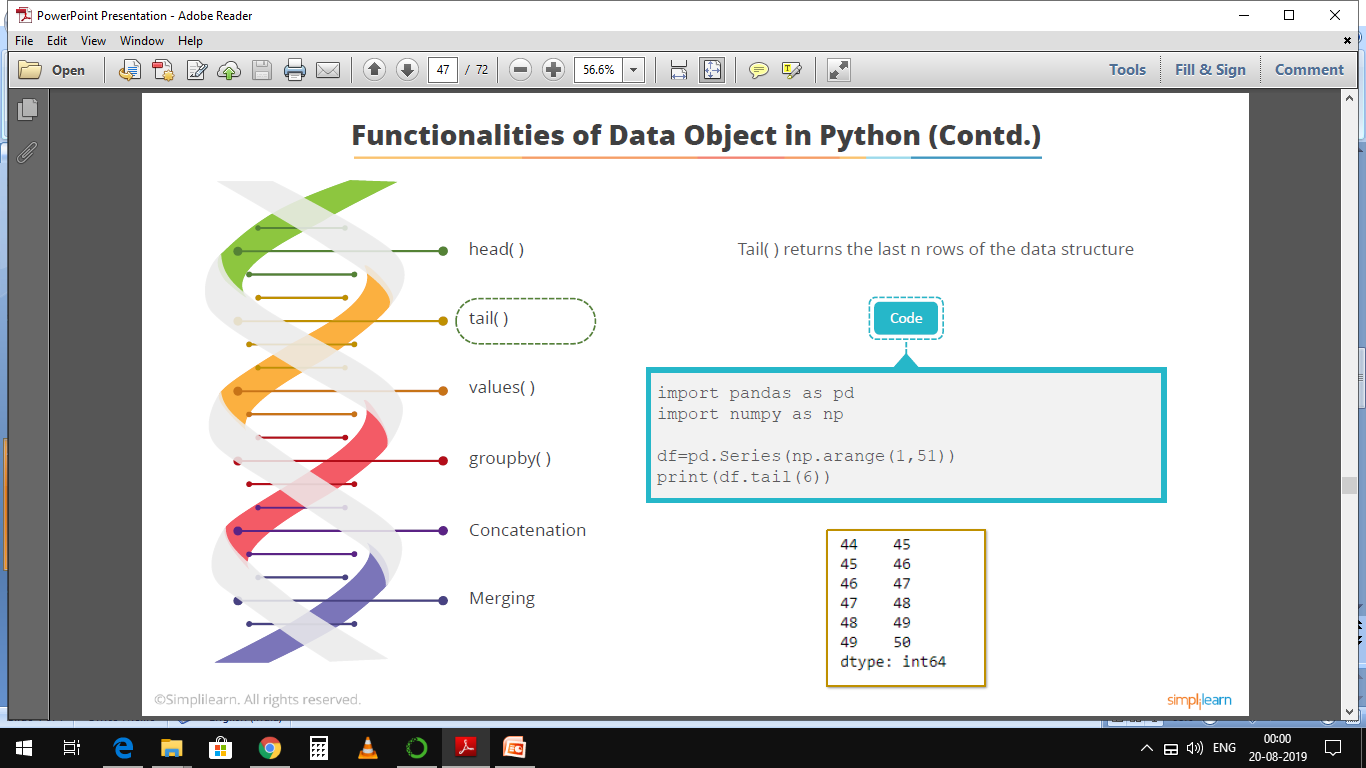 PowerPoint Presentation - Adobe Reader
File Edit View Window Help
Open 47 / 72 56.6% Tools Fill & Sign Comment
Functionalities of Data Object in Python (Contd.)
head( )
tail( )
values( )
groupby( )
Concatenation
Merging
Tail( ) returns the last n rows of the data structure
Code
import pandas as pd
import numpy as np
df=pd.Series(np.arange(1,51))
print(df.tail(6))
44 45
45 46
46 47
47 48
48 49
49 50
dtype: int64
©Simplilearn. All rights reserved.
simplilearn
ENG
00:00
20-08-2019